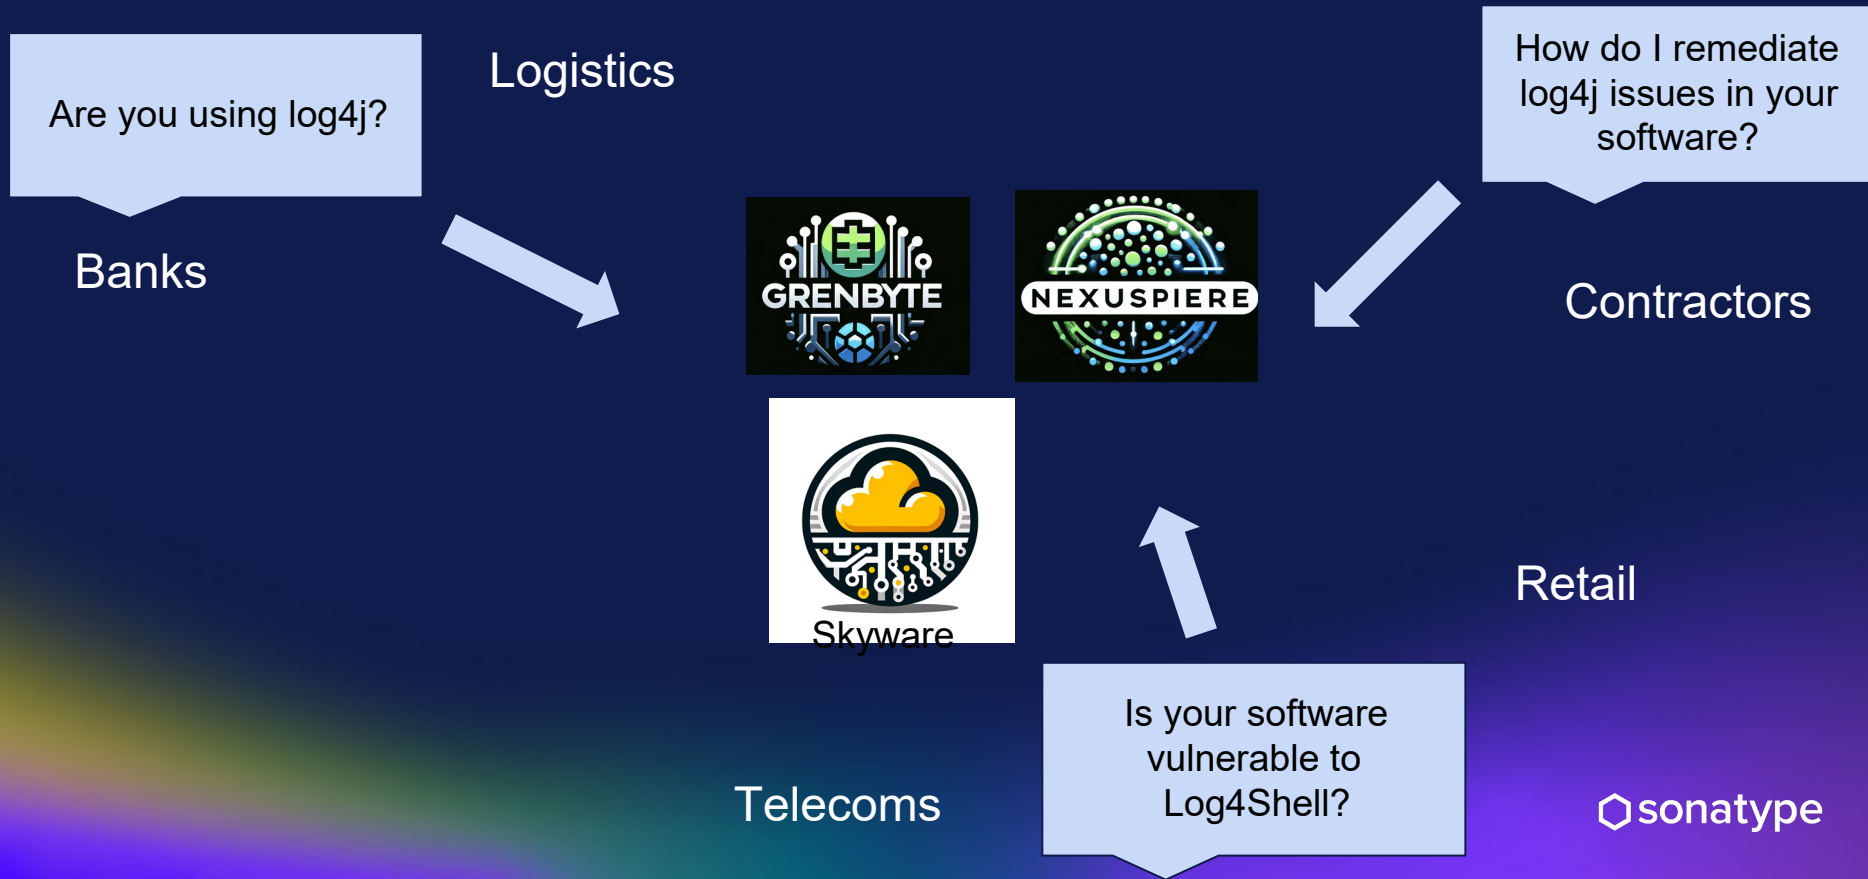 Logistics
Are you using log4j?
How do I remediate
log4j issues in your
software?
Banks
GRENBYTE
NEXUSPIERE
Contractors
Skyware
Retail
Is your software
vulnerable to
Log4Shell?
Telecoms
sonatype